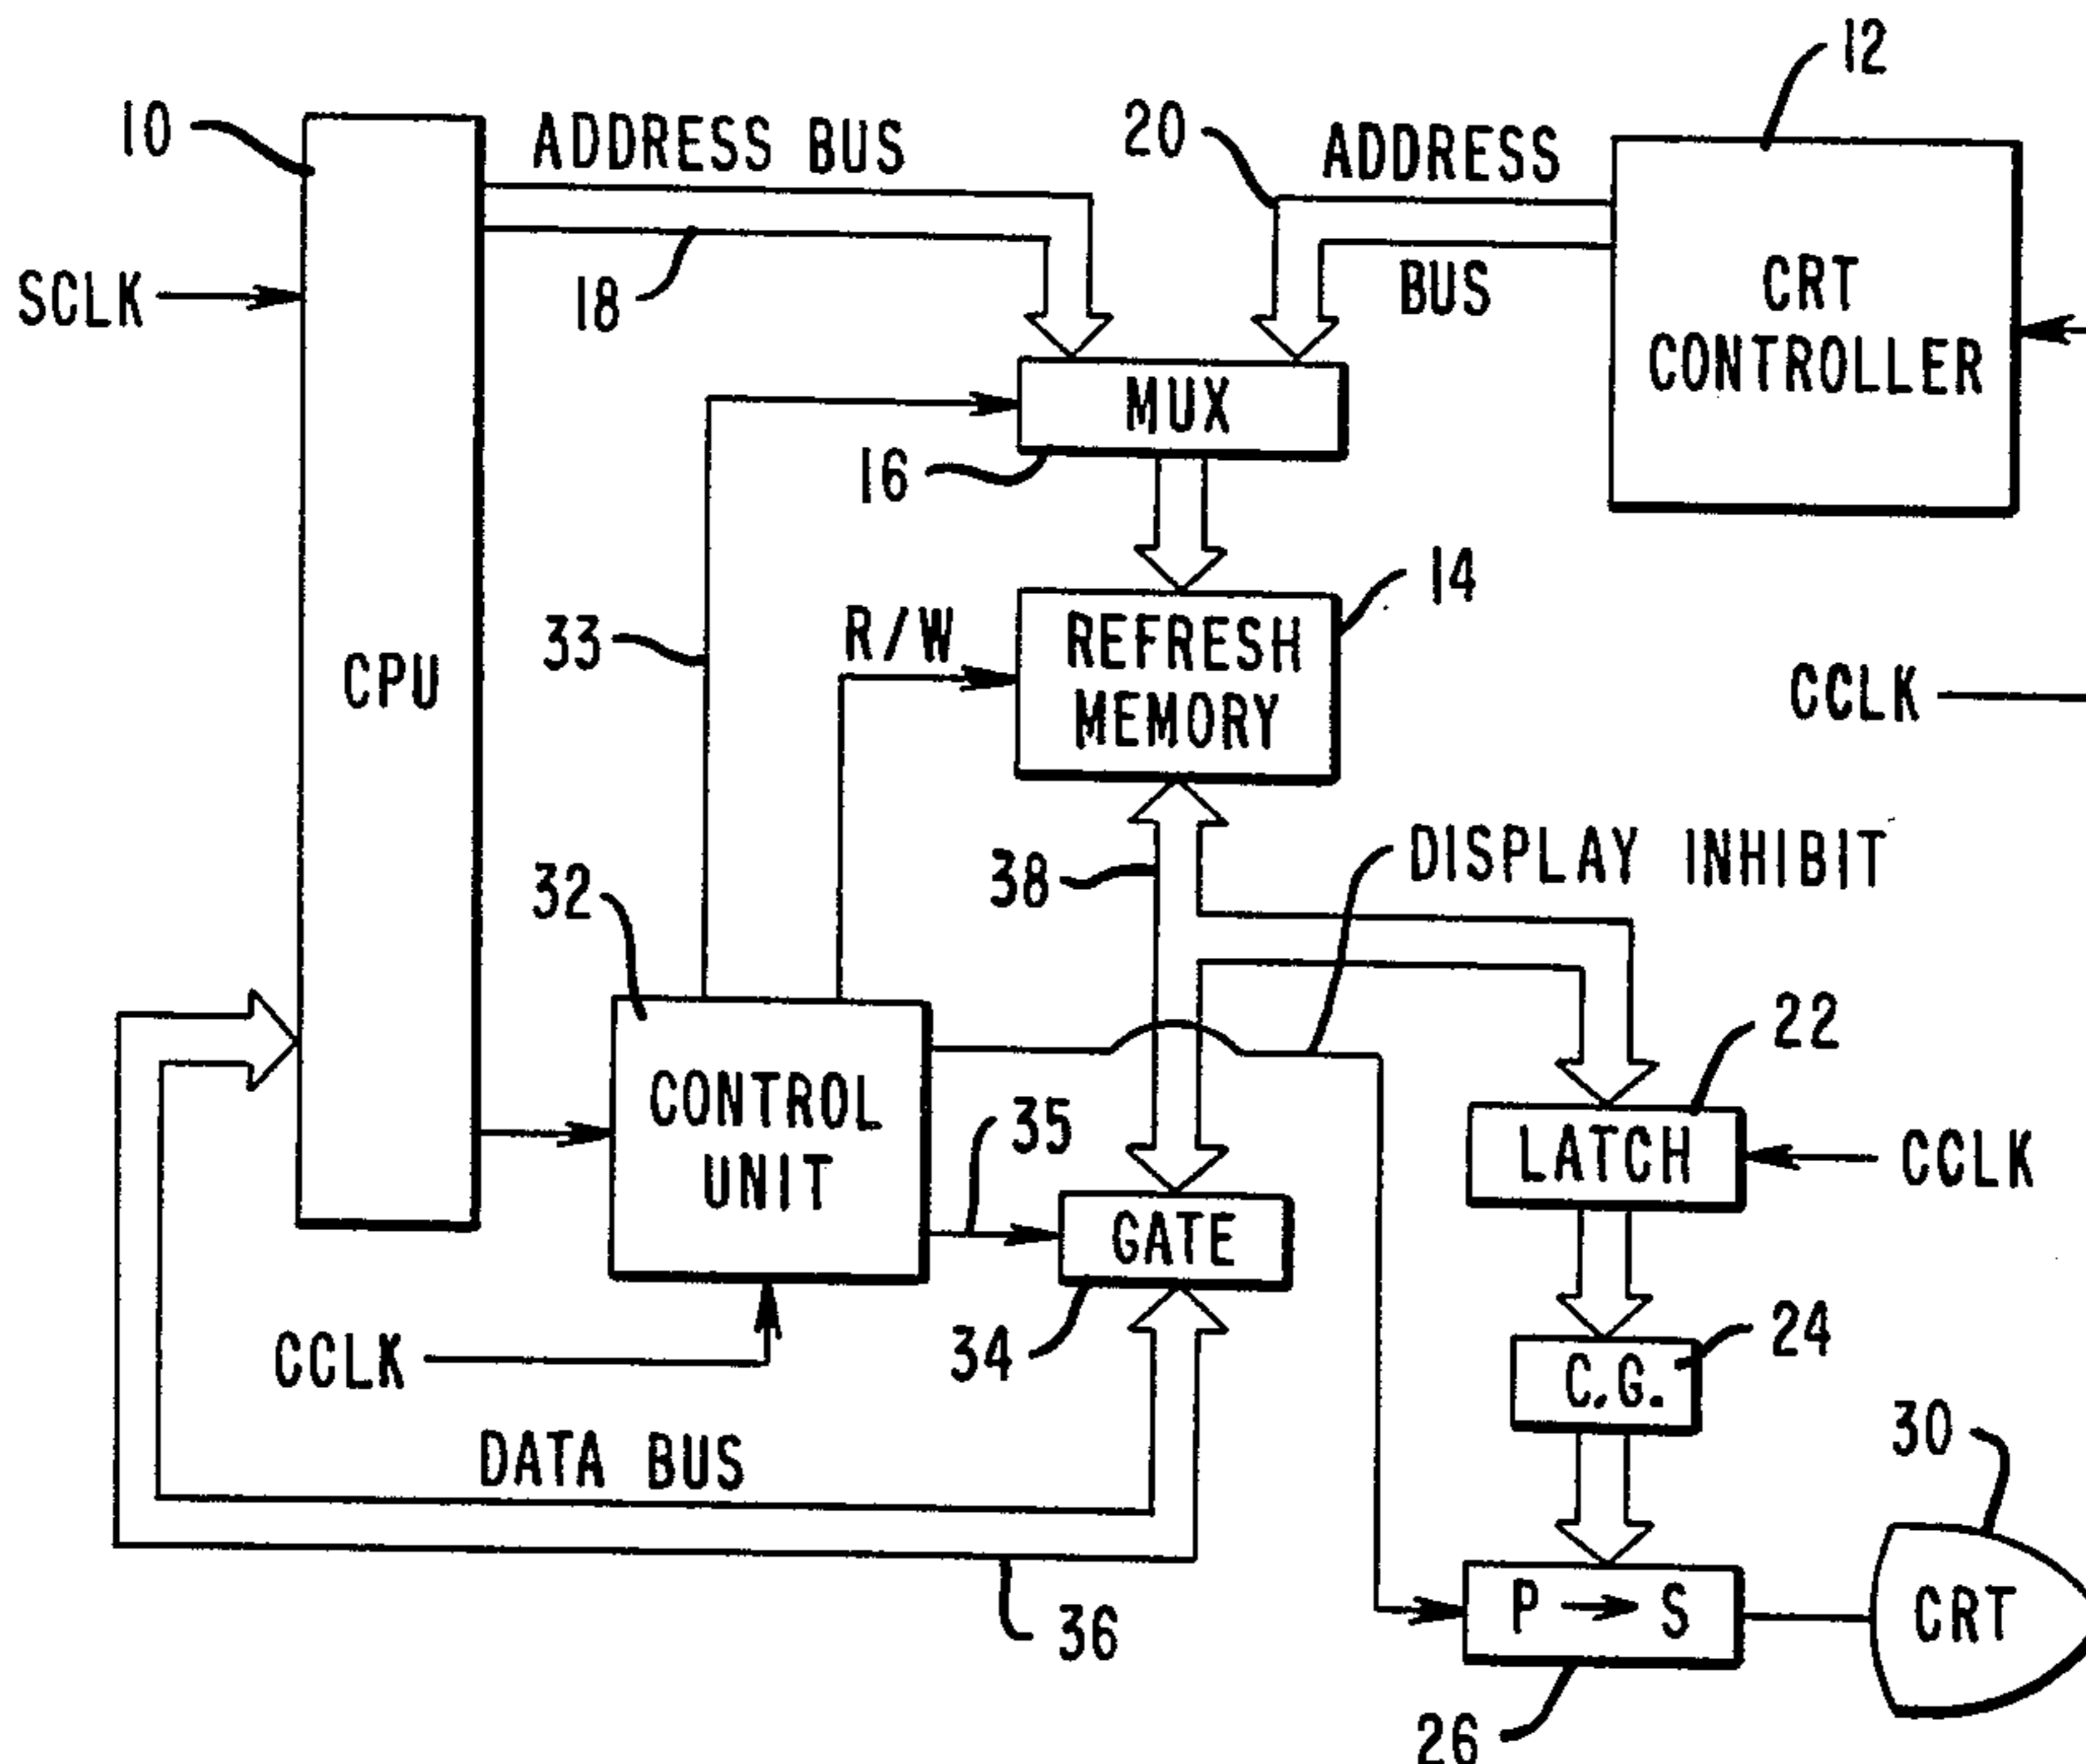 12
10
ADDRESS BUS
20
ADDRESS
BUS
SCLK
18
CRT
CONTROLLER
MUX
16
14
33
R/W
REFRESH
MEMORY
CPU
CCLK
32
38
DISPLAY INHIBIT
22
CONTROL
UNIT
35
LATCH
CCLK
GATE
34
24
CCLK
C.G.
30
DATA BUS
36
P → S
CRT
26